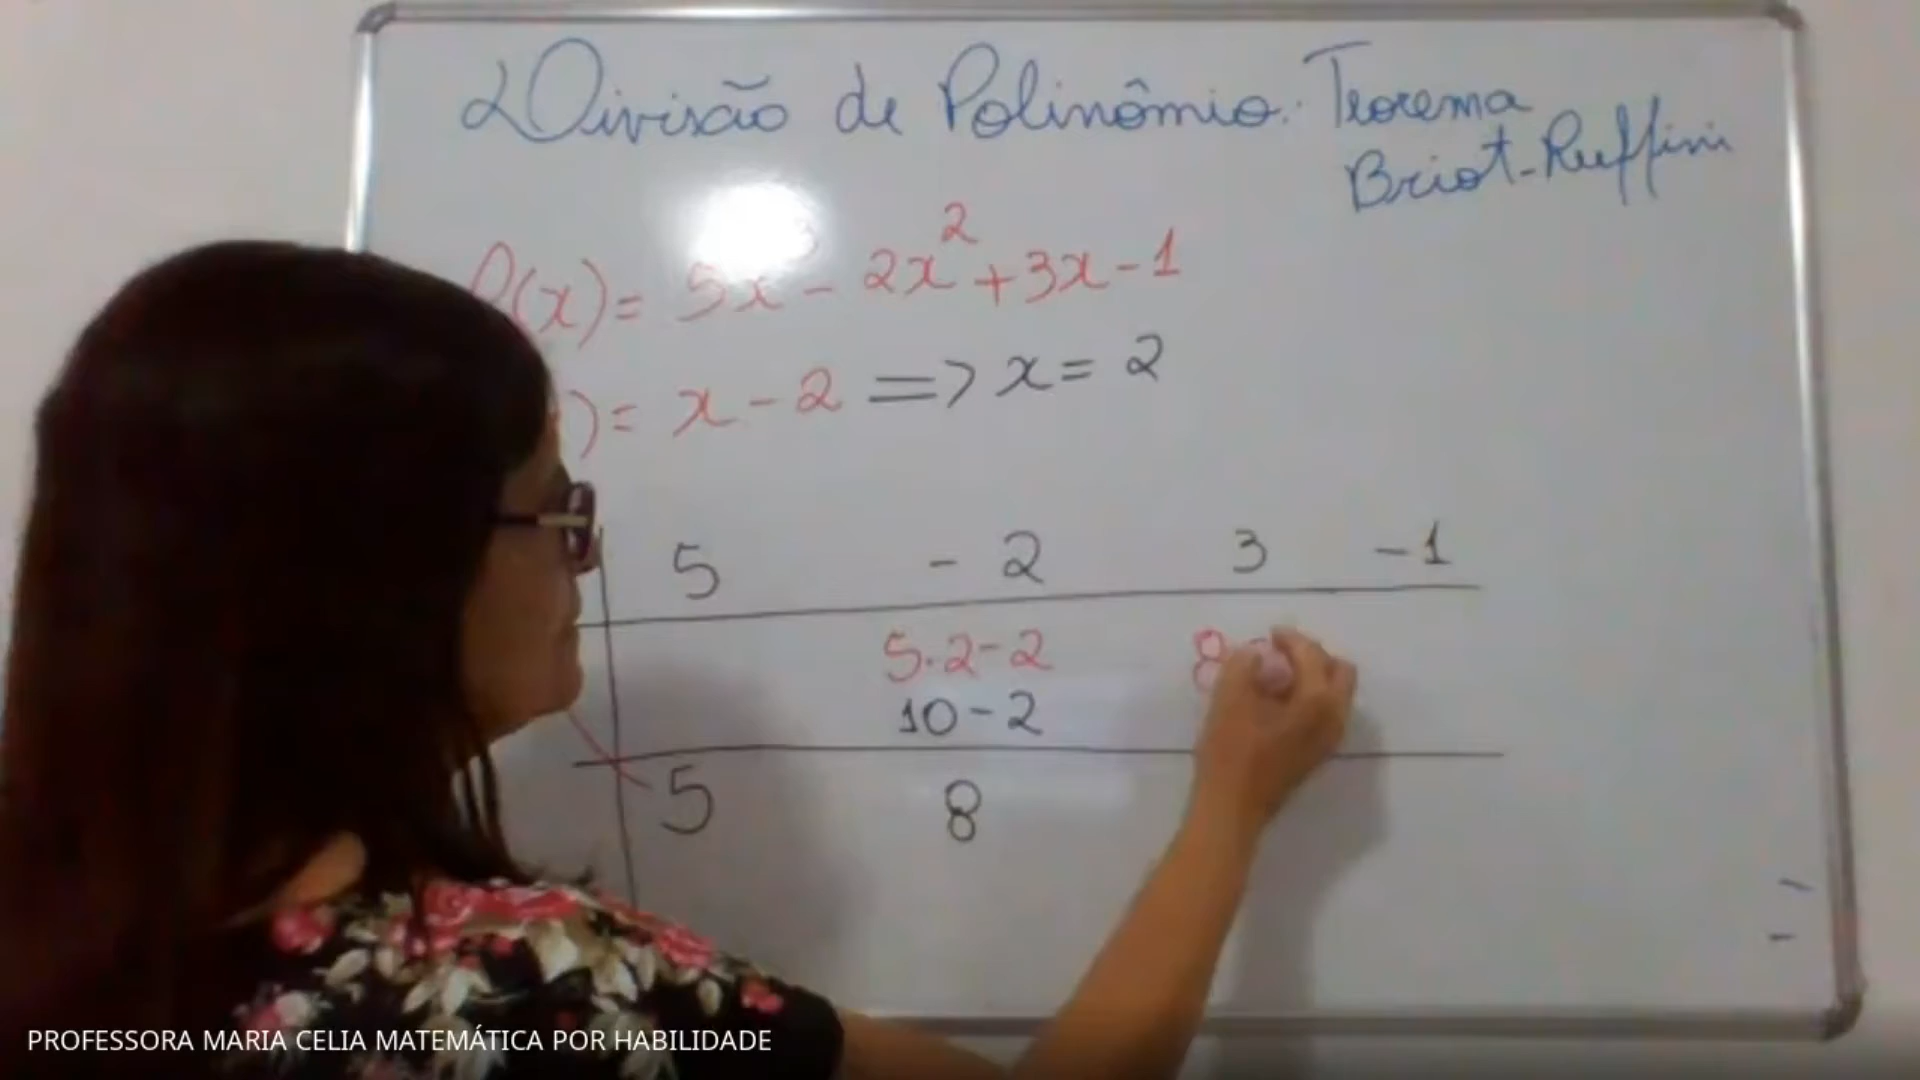 Divisão de Polinômio. Teorema
Briot-Ruffini
P(x) = 5x³ - 2x² + 3x - 1
) = x - 2 => x = 2
5 - 2 3 - 1
5.2-2 8.
10-2
5 8
PROFESSORA MARIA CELIA MATEMÁTICA POR HABILIDADE